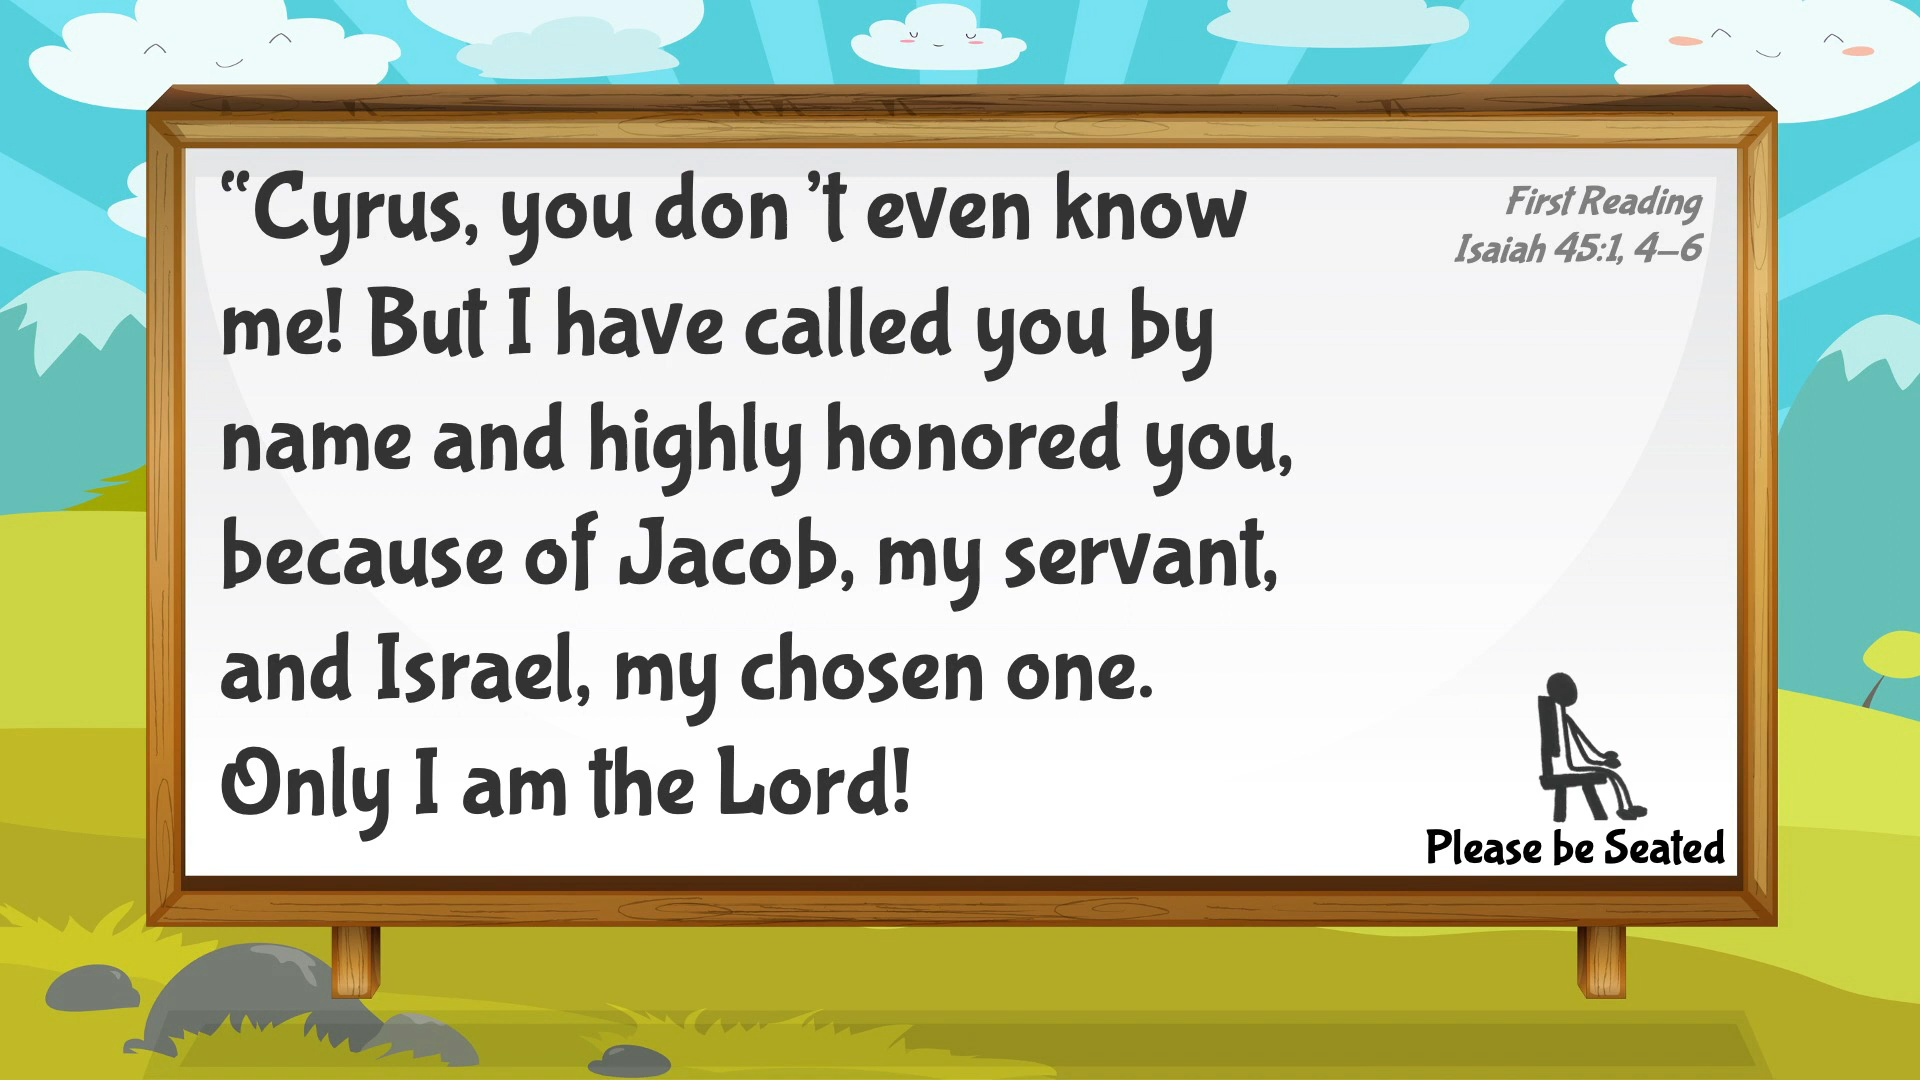 “Cyrus, you don’t even know
me! But I have called you by
name and highly honored you,
because of Jacob, my servant,
and Israel, my chosen one.
Only I am the Lord!
First Reading
Isaiah 45:1, 4–6
Please be Seated